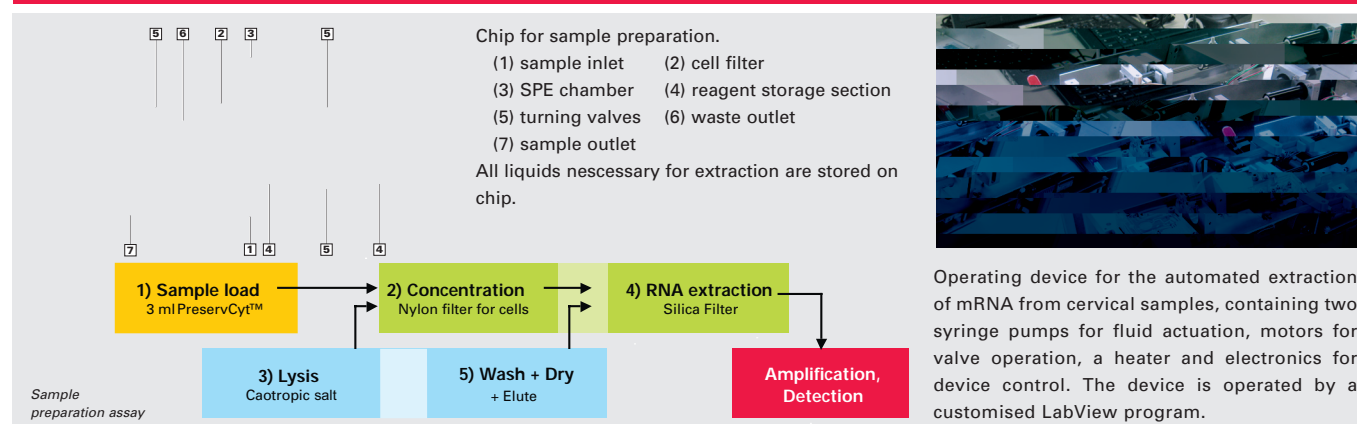 5 6 2 3 5
7 1 4 5 4
Chip for sample preparation.
(1) sample inlet (2) cell filter
(3) SPE chamber (4) reagent storage section
(5) turning valves (6) waste outlet
(7) sample outlet
All liquids nescessary for extraction are stored on
chip.
1) Sample load
3 ml PreservCyt™
2) Concentration
Nylon filter for cells
4) RNA extraction
Silica Filter
3) Lysis
Caotropic salt
5) Wash + Dry
+ Elute
Amplification,
Detection
Sample
preparation assay
Operating device for the automated extraction
of mRNA from cervical samples, containing two
syringe pumps for fluid actuation, motors for
valve operation, a heater and electronics for
device control. The device is operated by a
customised LabView program.